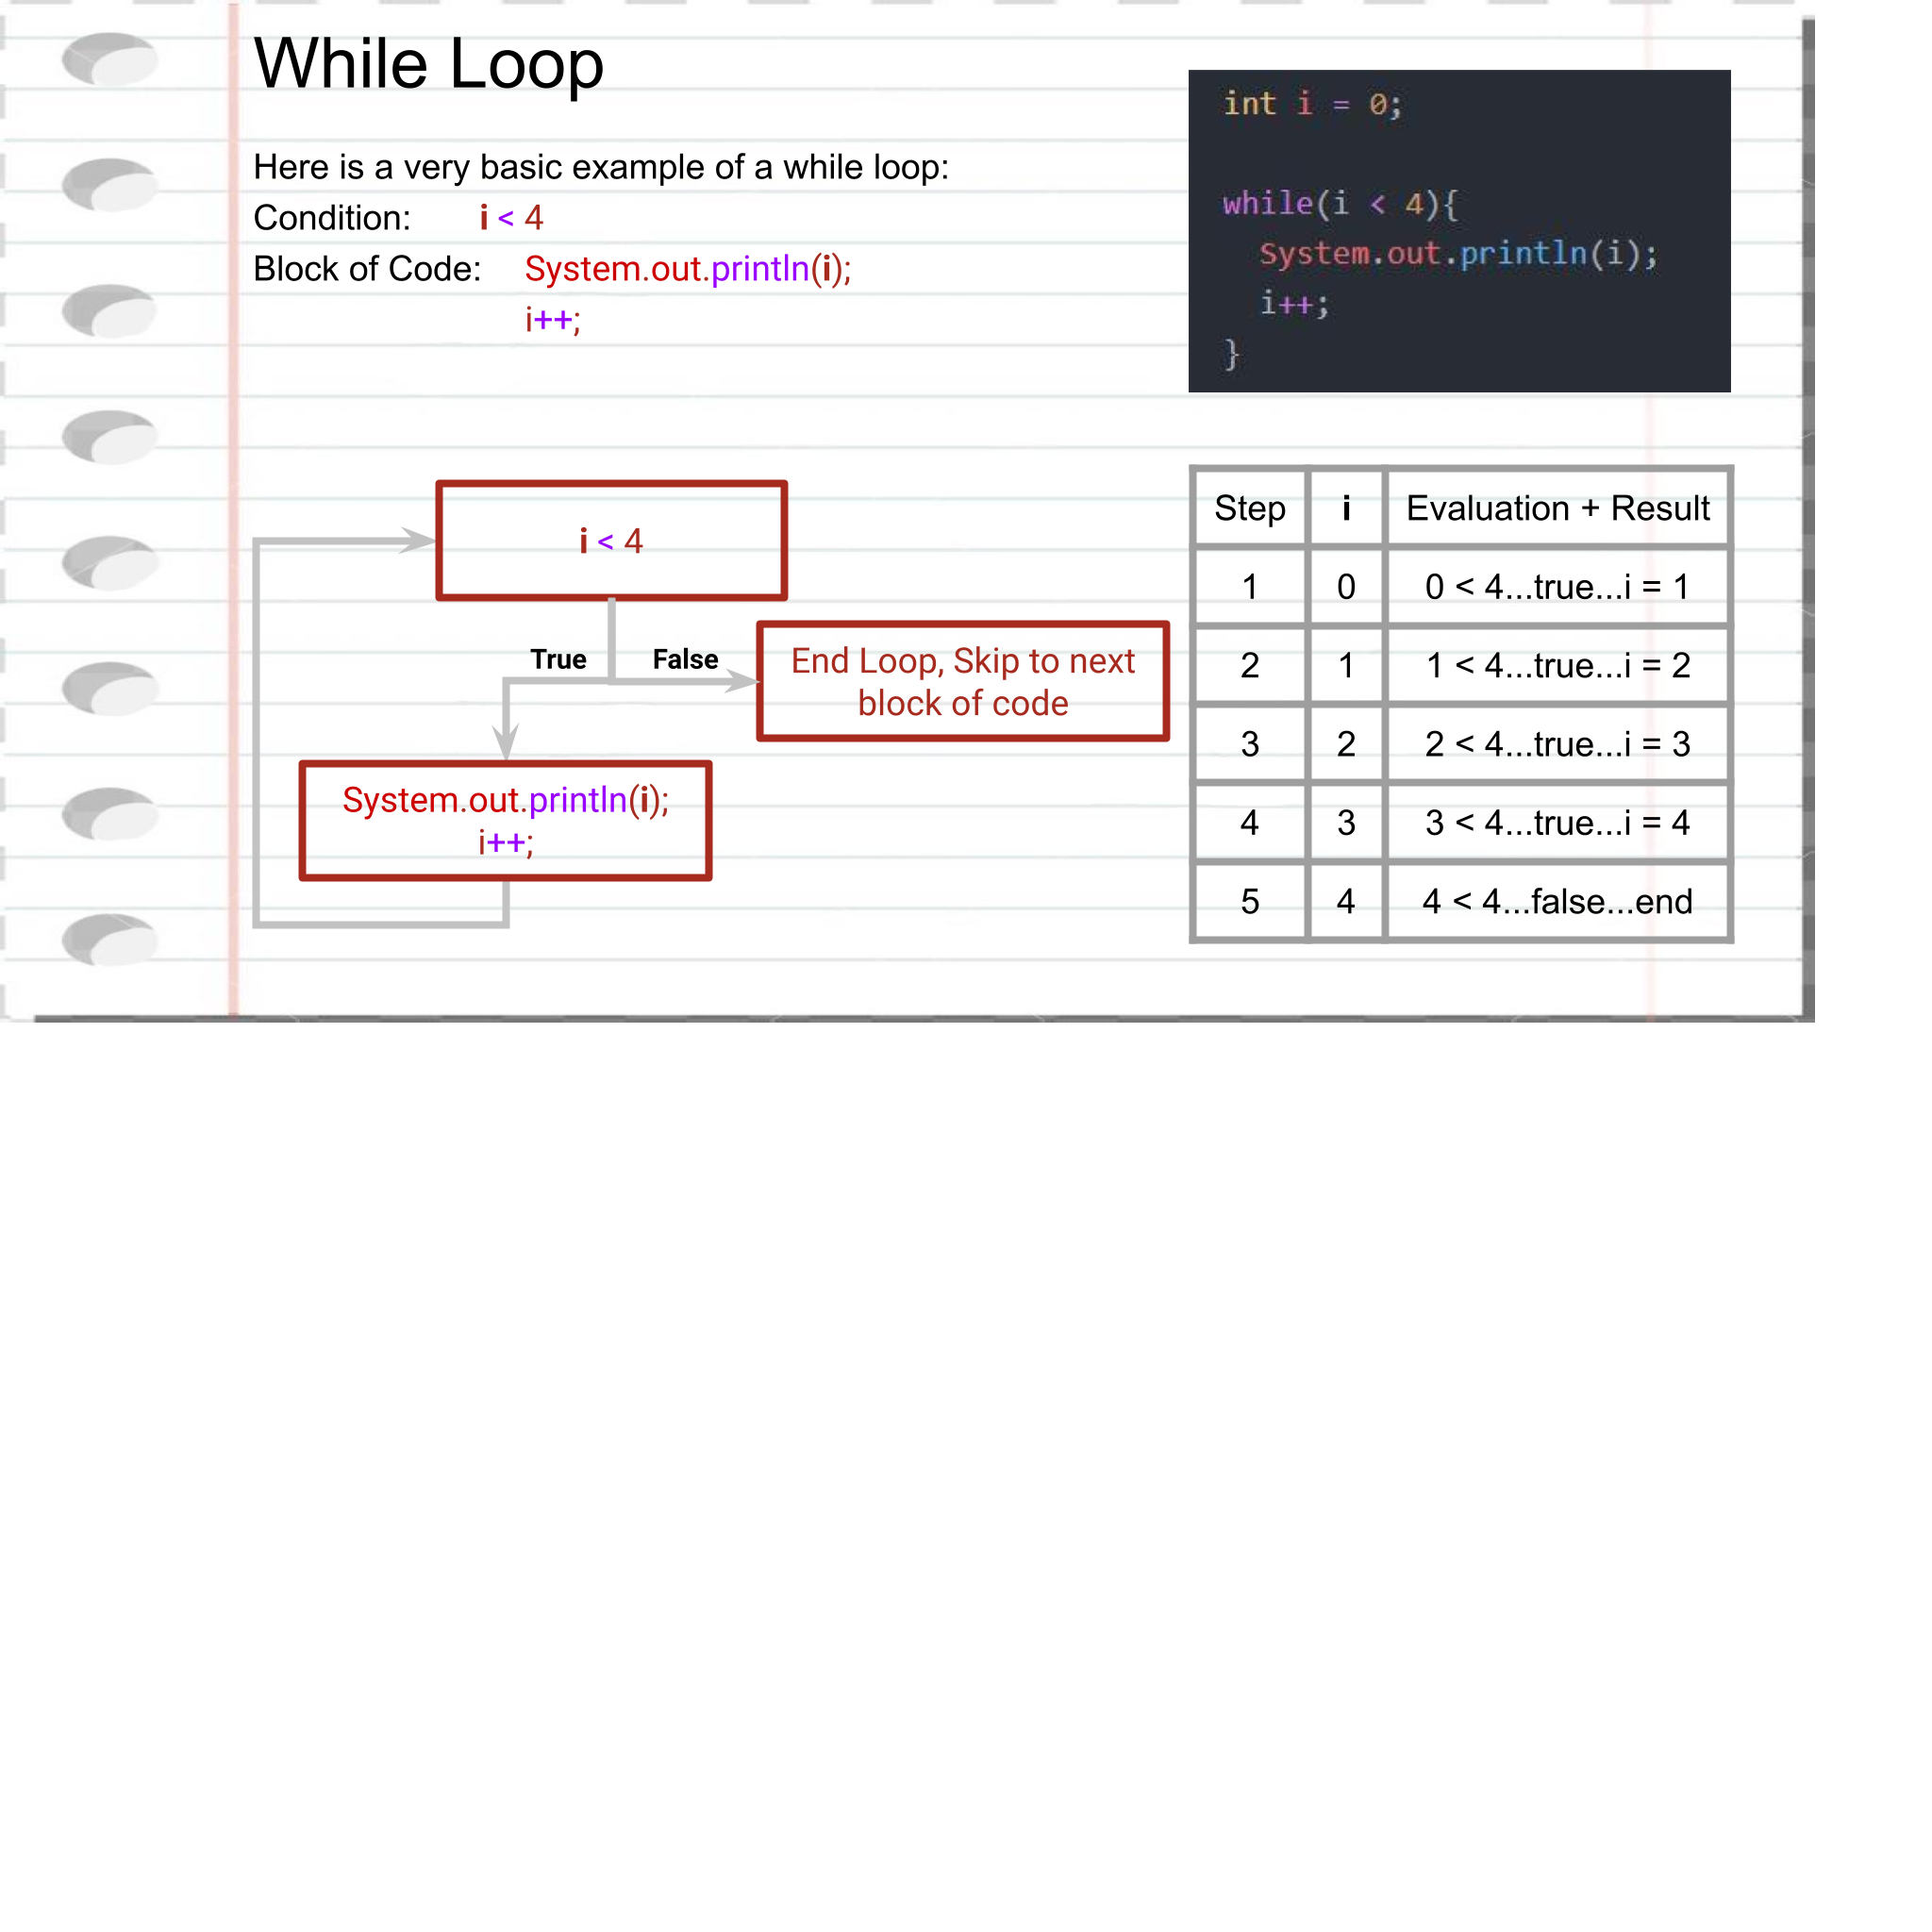 While Loop
Here is a very basic example of a while loop:
Condition: i < 4
Block of Code: System.out.println(i);
i++;
int i = 0;
while(i < 4){
System.out.println(i);
i++;
}
i < 4
True False
End Loop, Skip to next
block of code
System.out.println(i);
i++;
Step i Evaluation + Result
1 0 0 < 4...true...i = 1
2 1 1 < 4...true...i = 2
3 2 2 < 4...true...i = 3
4 3 3 < 4...true...i = 4
5 4 4 < 4...false...end